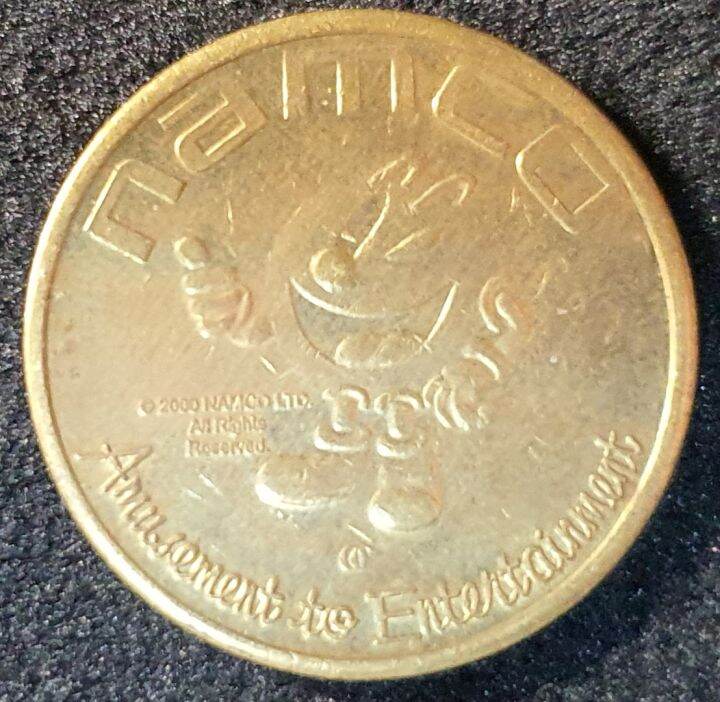 namco
© 2000 NAMCO LTD.
All Rights
Reserved.
Amusement to Entertainment